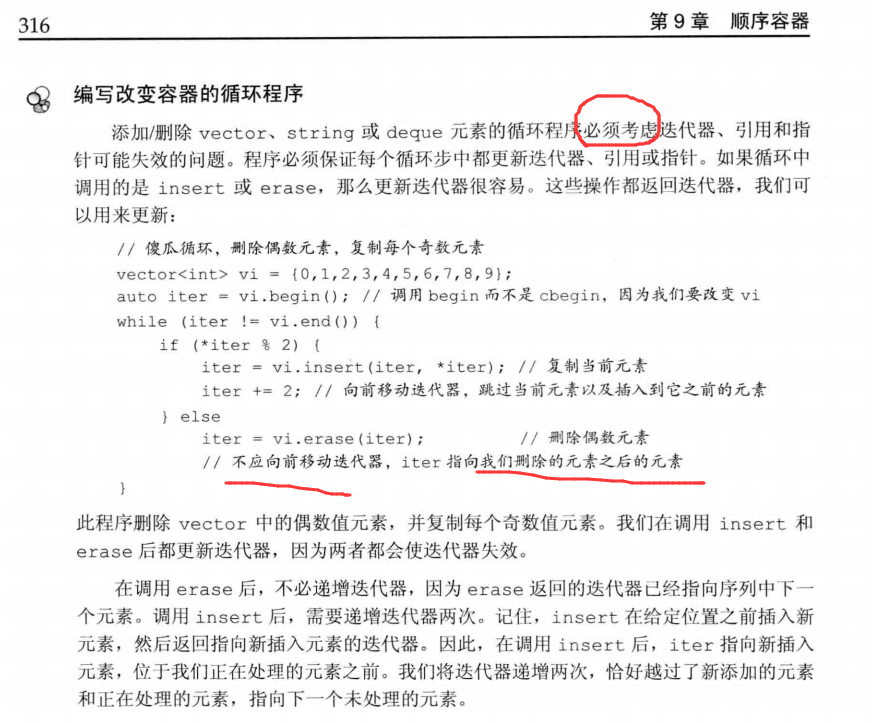 316
第 9 章 顺序容器
编写改变容器的循环程序
添加/删除 vector、string 或 deque 元素的循环程序必须考虑迭代器、引用和指
针可能失效的问题。程序必须保证每个循环步中都更新迭代器、引用或指针。如果循环中
调用的是 insert 或 erase，那么更新迭代器很容易。这些操作都返回迭代器，我们可
以用来更新：
// 傻瓜循环，删除偶数元素，复制每个奇数元素
vector<int> vi = {0,1,2,3,4,5,6,7,8,9};
auto iter = vi.begin(); // 调用 begin 而不是 cbegin，因为我们要改变 vi
while (iter != vi.end()) {
if (*iter % 2) {
iter = vi.insert(iter, *iter); // 复制当前元素
iter += 2; // 向前移动迭代器，跳过当前元素以及插入到它之前的元素
} else
iter = vi.erase(iter); // 删除偶数元素
// 不应向前移动迭代器，iter 指向我们删除的元素之后的元素
}
此程序删除 vector 中的偶数值元素，并复制每个奇数值元素。我们在调用 insert 和
erase 后都更新迭代器，因为两者都会使迭代器失效。
在调用 erase 后，不必递增迭代器，因为 erase 返回的迭代器已经指向序列中下一
个元素。调用 insert 后，需要递增迭代器两次。记住，insert 在给定位置之前插入新
元素，然后返回指向新插入元素的迭代器。因此，在调用 insert 后，iter 指向新插入
元素，位于我们正在处理的元素之前。我们将迭代器递增两次，恰好越过了新添加的元素
和正在处理的元素，指向下一个未处理的元素。